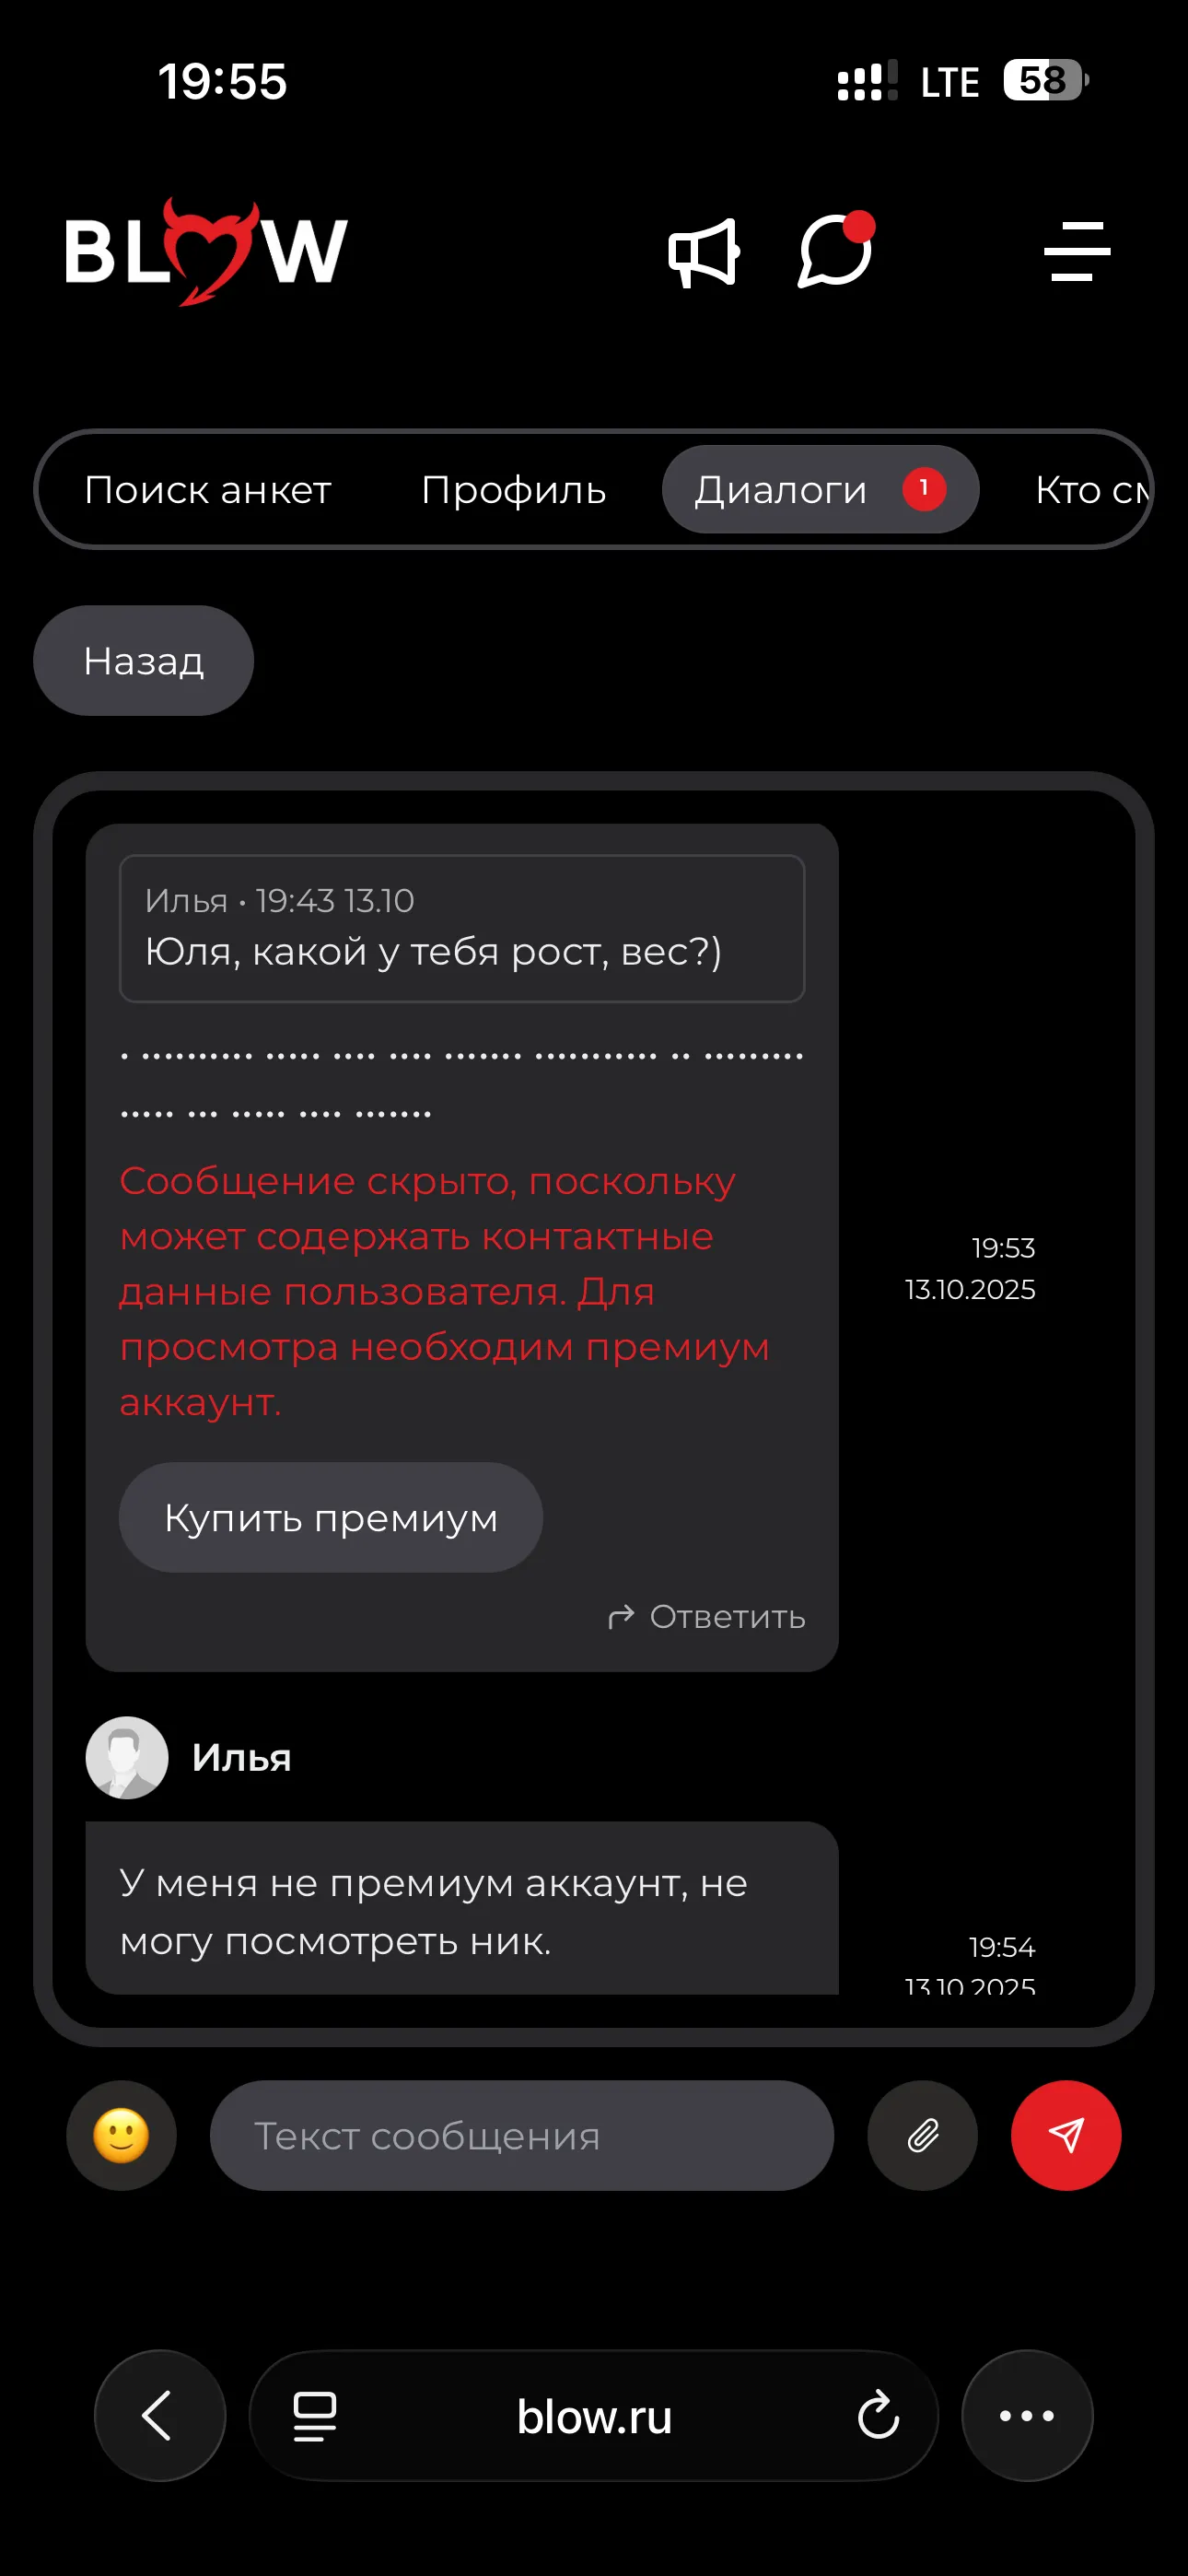 19:55
LTE
58
BLOW
Поиск анкет
Профиль
Диалоги
1
Кто см
Назад
Илья • 19:43 13.10
Юля, какой у тебя рост, вес?)
• •••••••••• ••••• •••• •••• ••••••• ••••••••••• •• •••••••••
••••• ••• ••••• •••• •••••••
Сообщение скрыто, поскольку
может содержать контактные
данные пользователя. Для
просмотра необходим премиум
аккаунт.
19:53
13.10.2025
Купить премиум
Ответить
Илья
У меня не премиум аккаунт, не
могу посмотреть ник.
19:54
13.10.2025
Текст сообщения
blow.ru